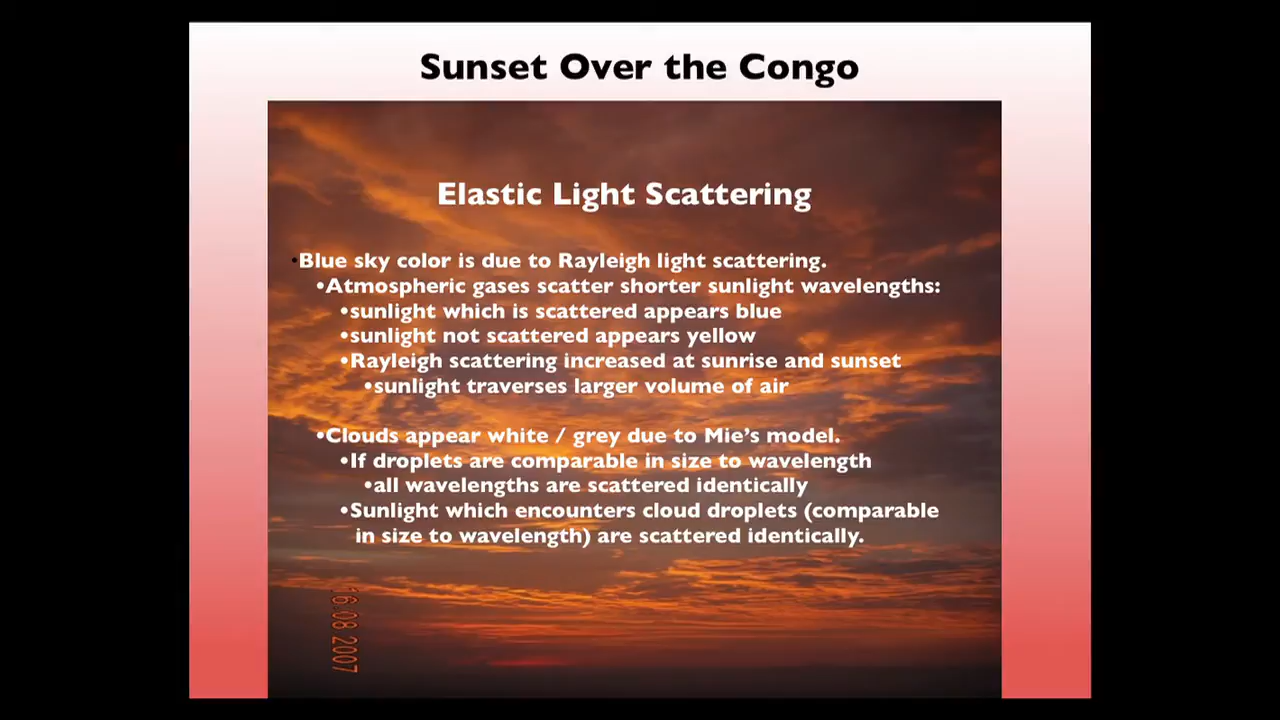 Sunset Over the Congo
Elastic Light Scattering
•Blue sky color is due to Rayleigh light scattering.
•Atmospheric gases scatter shorter sunlight wavelengths:
•sunlight which is scattered appears blue
•sunlight not scattered appears yellow
•Rayleigh scattering increased at sunrise and sunset
•sunlight traverses larger volume of air
•Clouds appear white / grey due to Mie’s model.
•If droplets are comparable in size to wavelength
•all wavelengths are scattered identically
•Sunlight which encounters cloud droplets (comparable
in size to wavelength) are scattered identically.
16.08 2007